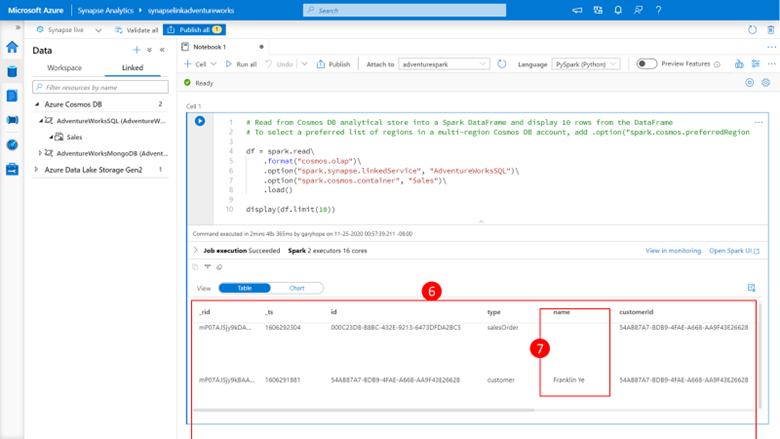 Microsoft Azure | Synapse Analytics › synapselinkadventureworks
Search
Synapse live
Validate all
Publish all 1
Data
Workspace
Linked
Filter resources by name
Azure Cosmos DB 2
AdventureWorksSQL (AdventureW...
Sales
AdventureWorksMongoDB (Advent...
Azure Data Lake Storage Gen2 1
Notebook 1
Cell
Run all
Undo
Publish
Attach to
adventurespark
Language
PySpark (Python)
Preview Features
Ready
Cell 1
1 # Read from Cosmos DB analytical store into a Spark DataFrame and display 10 rows from the DataFrame
2 # To select a preferred list of regions in a multi-region Cosmos DB account, add .option("spark.cosmos.preferredRegion
3
4 df = spark.read\
5 .format("cosmos.olap")\
6 .option("spark.synapse.linkedService", "AdventureWorksSQL")\
7 .option("spark.cosmos.container", "Sales")\
8 .load()
9
10 display(df.limit(10))
Command executed in 2mins 48s 365ms by garyhope on 11-25-2020 00:57:39.211 -08:00
Job execution Succeeded Spark 2 executors 16 cores
View in monitoring
Open Spark UI
View
Table
Chart
6
_rid _ts id type name customerId
mP07AJSjy9kDA... 1606292304 000C23D8-B8BC-432E-9213-6473DFDA2BC5 salesOrder 54AB87A7-BDB9-4FAE-A668-AA9F43E26628
7
mP07AJSjy9kBAA... 1606291881 54AB87A7-BDB9-4FAE-A668-AA9F43E26628 customer Franklin Ye 54AB87A7-BDB9-4FAE-A668-AA9F43E26628